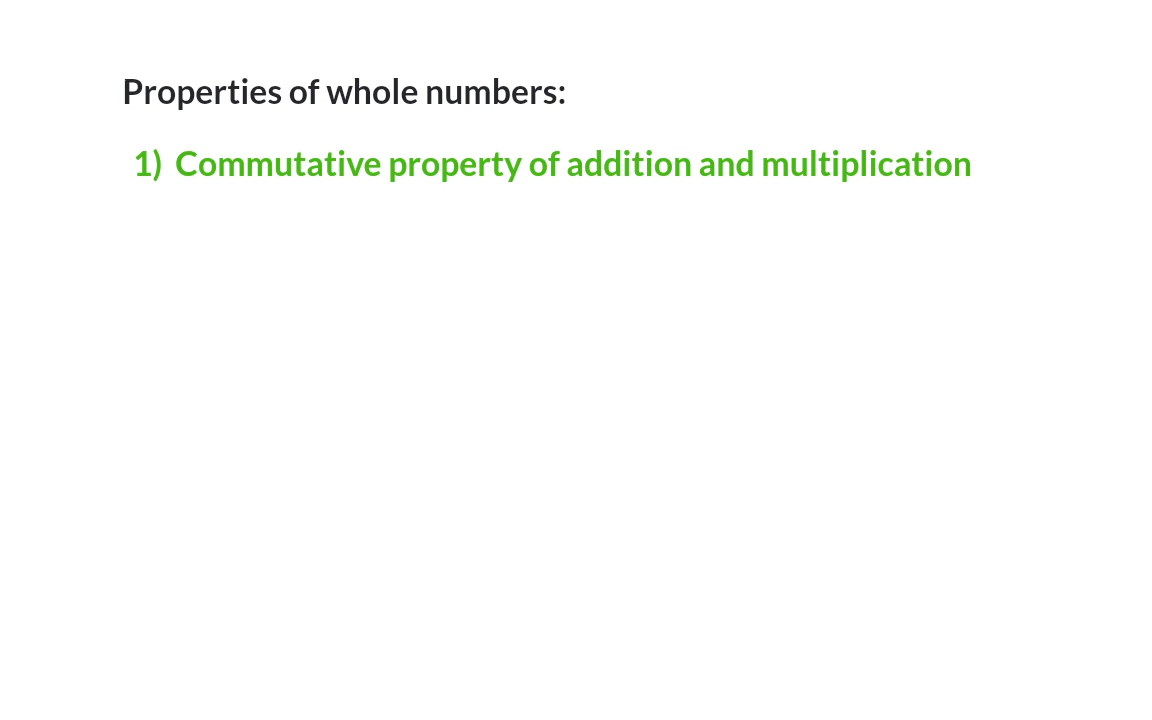 Properties of whole numbers:
1) Commutative property of addition and multiplication